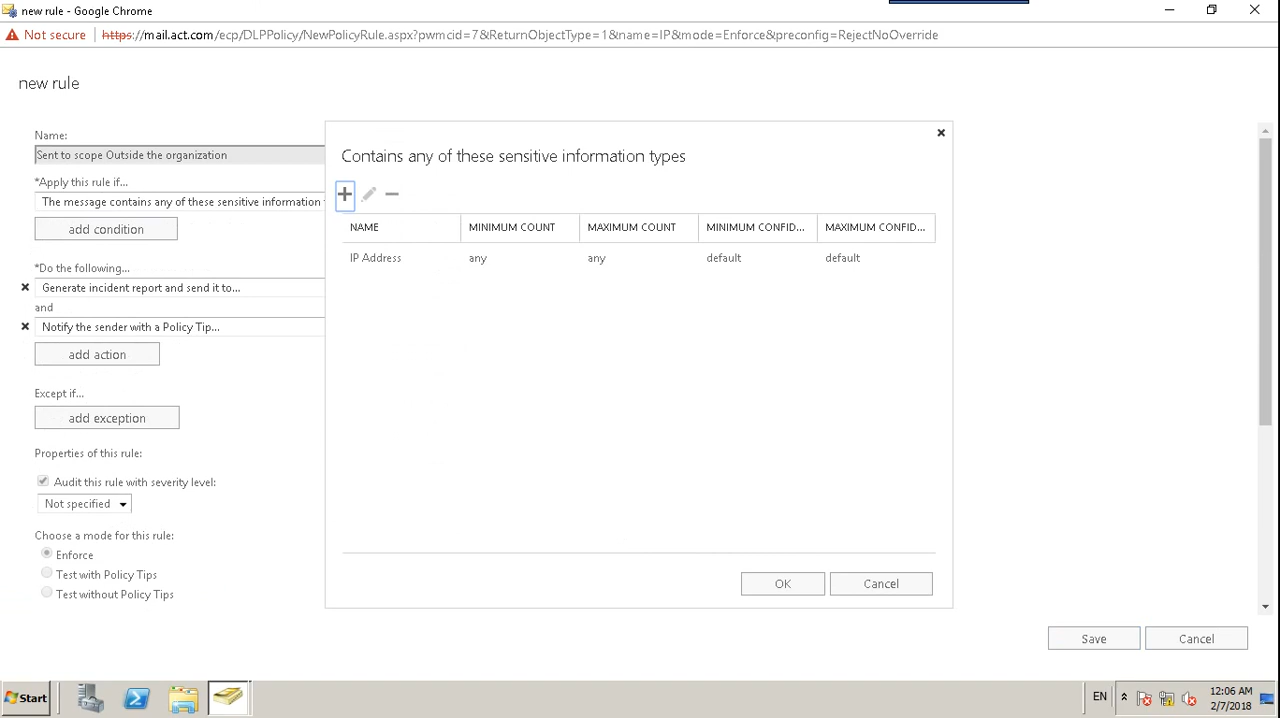 new rule - Google Chrome
Not secure | https://mail.act.com/ecp/DLPPolicy/NewPolicyRule.aspx?pwmcid=7&ReturnObjectType=1&name=IP&mode=Enforce&preconfig=RejectNoOverride
new rule
Name:
Sent to scope Outside the organization
*Apply this rule if...
The message contains any of these sensitive information
add condition
*Do the following...
Generate incident report and send it to...
and
Notify the sender with a Policy Tip...
add action
Except if...
add exception
Properties of this rule:
Audit this rule with severity level:
Not specified
Choose a mode for this rule:
Enforce
Test with Policy Tips
Test without Policy Tips
Contains any of these sensitive information types
NAME MINIMUM COUNT MAXIMUM COUNT MINIMUM CONFID... MAXIMUM CONFID...
IP Address any any default default
OK Cancel
Save Cancel
Start EN 12:06 AM
2/7/2018